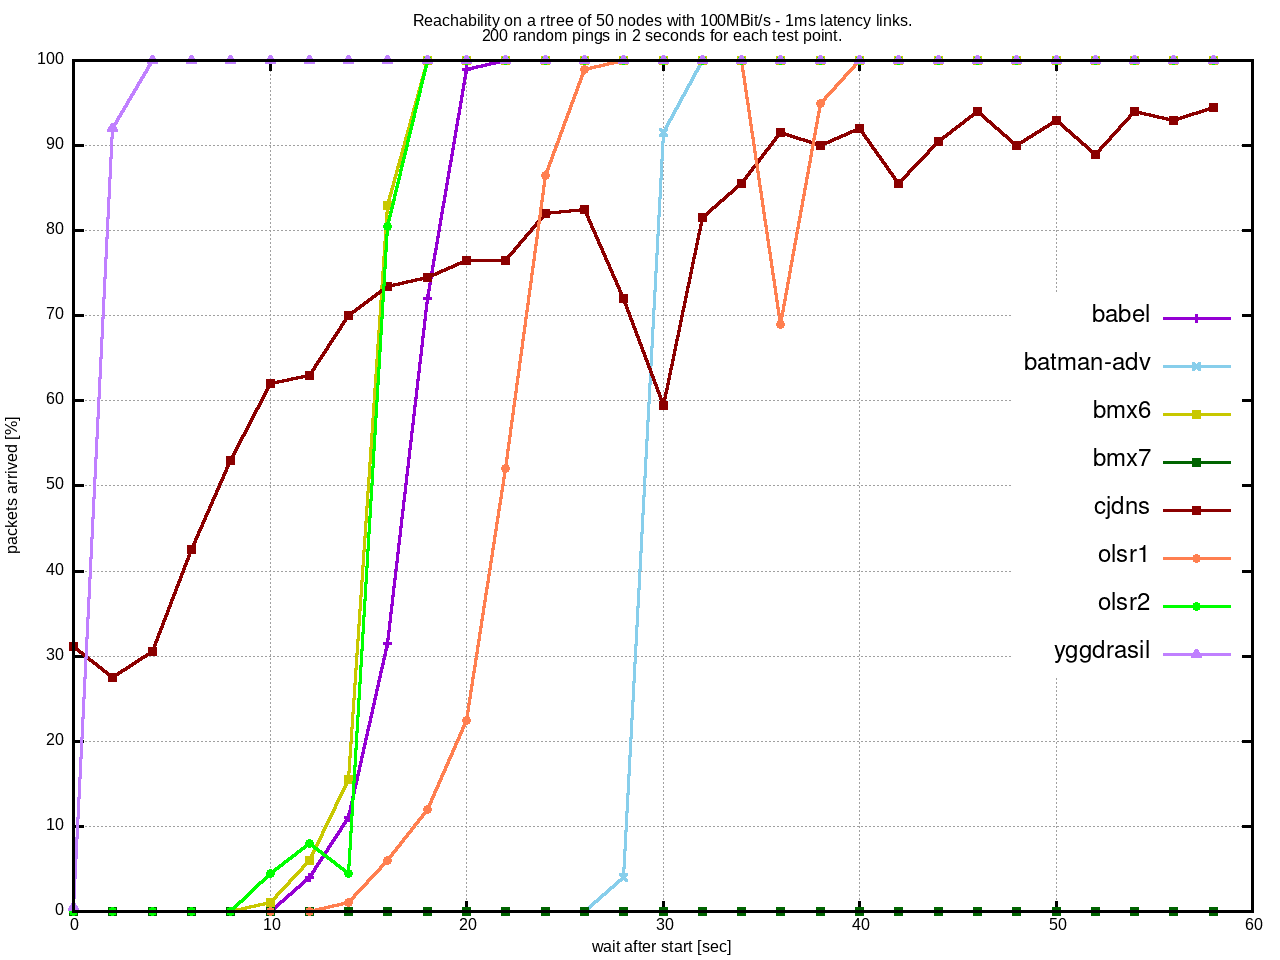 Reachability on a rtree of 50 nodes with 100MBit/s - 1ms latency links.
200 random pings in 2 seconds for each test point.
100
90
80
70
60
50
40
30
20
10
0
packets arrived [%]
babel
batman-adv
bmx6
bmx7
cjdns
olsr1
olsr2
yggdrasil
0 10 20 30 40 50 60
wait after start [sec]